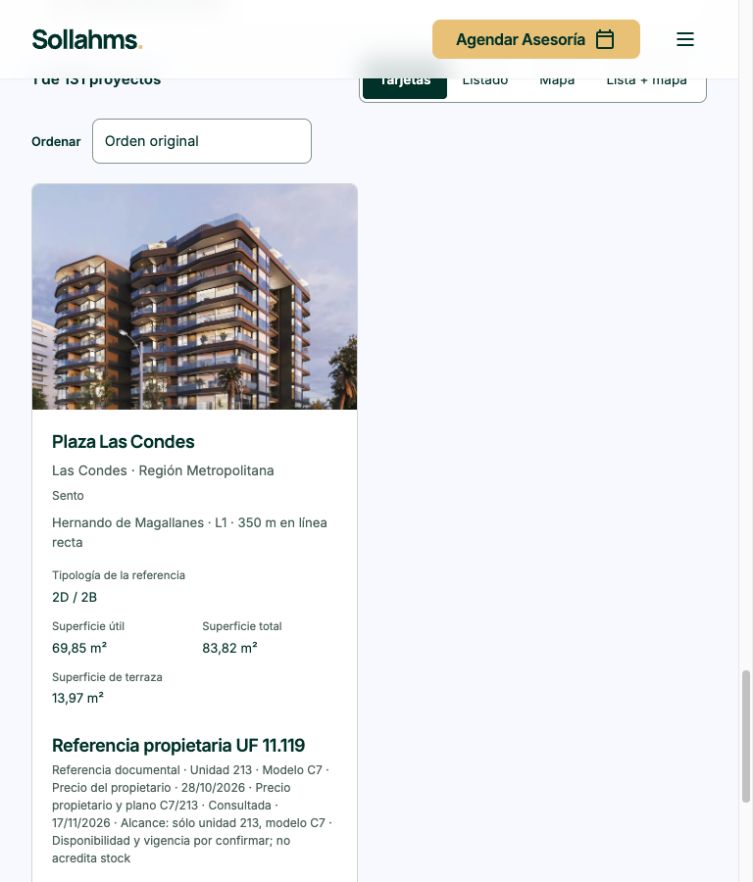 Sollahms.
Agendar Asesoría
1 de 131 proyectos
Tarjetas
Listado
Mapa
Lista + mapa
Ordenar
Orden original
Plaza Las Condes
Las Condes · Región Metropolitana
Sento
Hernando de Magallanes · L1 · 350 m en línea
recta
Tipología de la referencia
2D / 2B
Superficie útil
Superficie total
69,85 m²
83,82 m²
Superficie de terraza
13,97 m²
Referencia propietaria UF 11.119
Referencia documental · Unidad 213 · Modelo C7 ·
Precio del propietario · 28/10/2026 · Precio
propietario y plano C7/213 · Consultada ·
17/11/2026 · Alcance: sólo unidad 213, modelo C7 ·
Disponibilidad y vigencia por confirmar; no
acredita stock